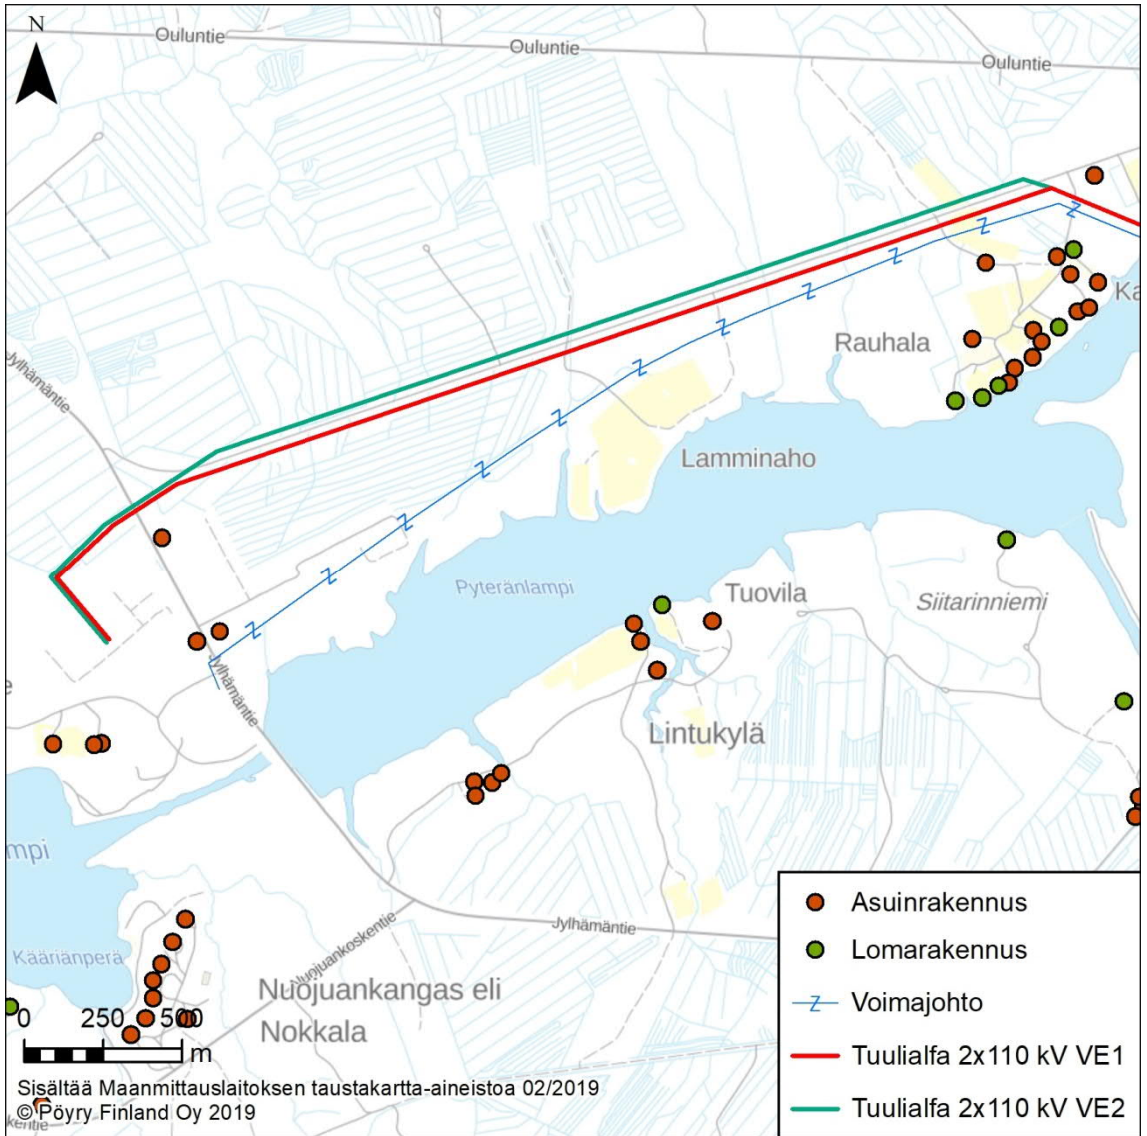 N
Ouluntie
Ouluntie
Ouluntie
Jylhämäntie
Ka
Rauhala
Lamminaho
Pyteränlampi
Tuovila
Siitarinniemi
Jylhämäntie
e
Lintukylä
mpi
Jylhämäntie
Kääriänperä
Nuojuankoskentie
Nuojuankangas eli
Nokkala
0 250 500
m
Sisältää Maanmittauslaitoksen taustakartta-aineistoa 02/2019
© Pöyry Finland Oy 2019
kentie
Asuinrakennus
Lomarakennus
Voimajohto
Tuulialfa 2x110 kV VE1
Tuulialfa 2x110 kV VE2